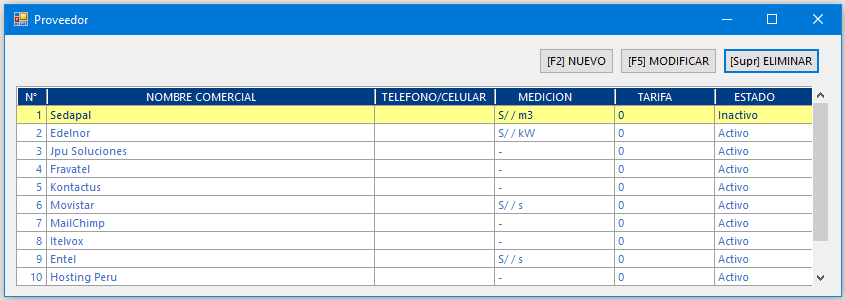 Proveedor
[F2] NUEVO [F5] MODIFICAR [Supr] ELIMINAR
N° NOMBRE COMERCIAL TELEFONO/CELULAR MEDICION TARIFA ESTADO
1 Sedapal S/ / m3 0 Inactivo
2 Edelnor S/ / kW 0 Activo
3 Jpu Soluciones - 0 Activo
4 Fravatel - 0 Activo
5 Kontactus - 0 Activo
6 Movistar S/ / s 0 Activo
7 MailChimp - 0 Activo
8 Itelvox - 0 Activo
9 Entel S/ / s 0 Activo
10 Hosting Peru - 0 Activo